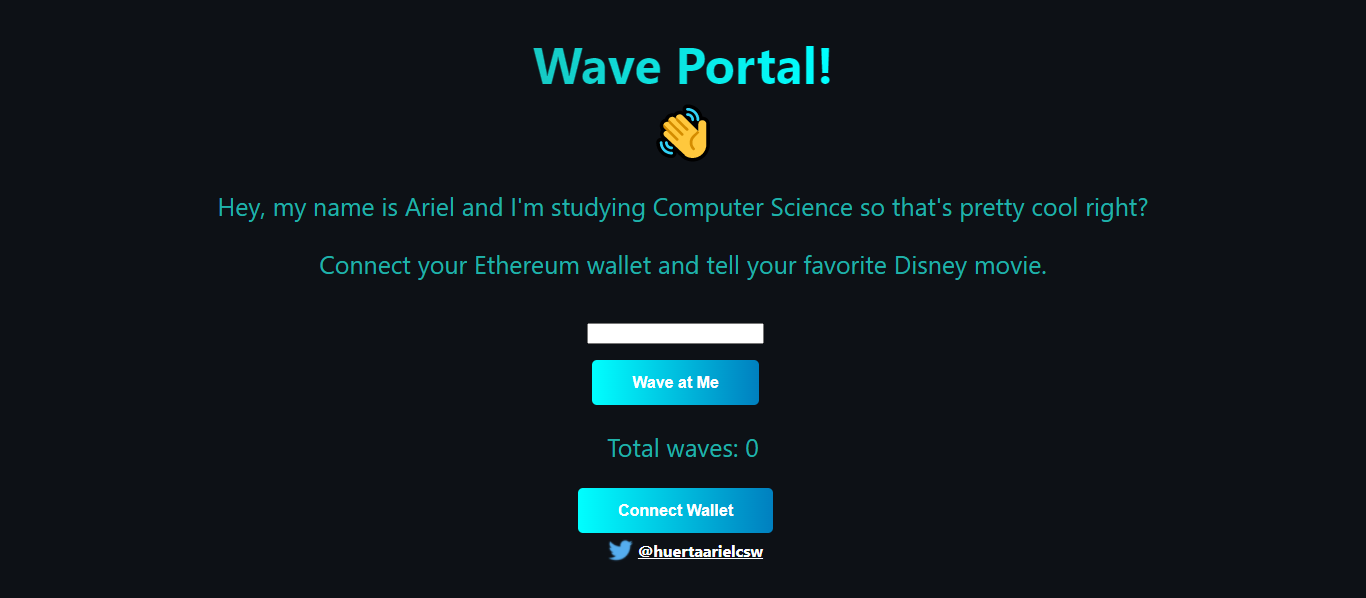 Wave Portal!
Hey, my name is Ariel and I'm studying Computer Science so that's pretty cool right?
Connect your Ethereum wallet and tell your favorite Disney movie.
Wave at Me
Total waves: 0
Connect Wallet
@huertaarielcsw